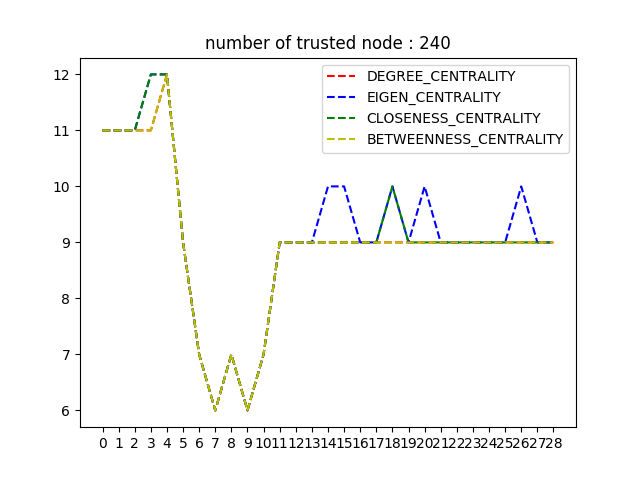 number of trusted node : 240
12
11
10
9
8
7
6
DEGREE_CENTRALITY
EIGEN_CENTRALITY
CLOSENESS_CENTRALITY
BETWEENNESS_CENTRALITY
0 1 2 3 4 5 6 7 8 9 10 11 12 13 14 15 16 17 18 19 20 21 22 23 24 25 26 27 28